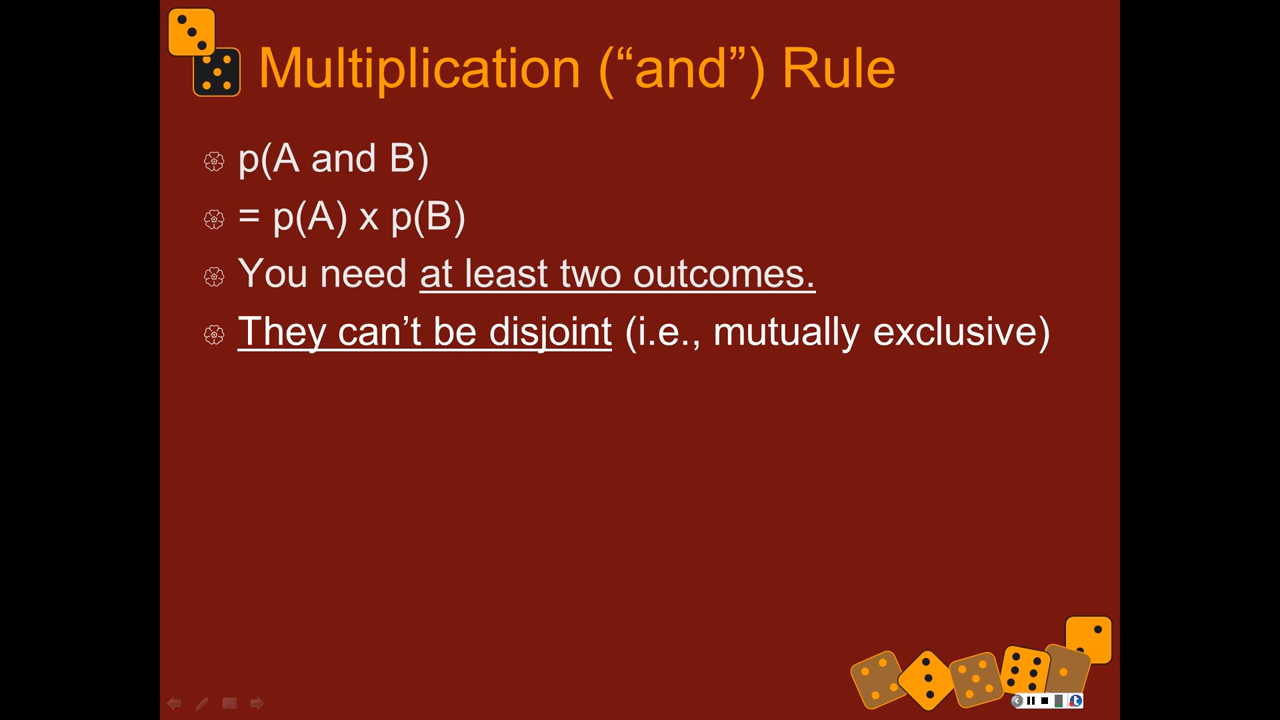 Multiplication (“and”) Rule
p(A and B)
= p(A) x p(B)
You need at least two outcomes.
They can’t be disjoint (i.e., mutually exclusive)